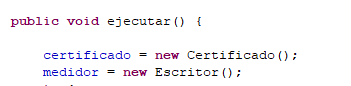 public void ejecutar() {
certificado = new Certificado();
medidor = new Escritor();